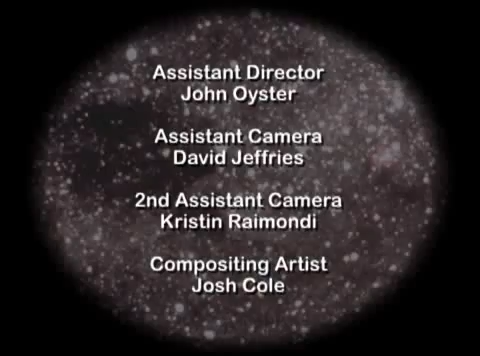 Assistant Director
John Oyster
Assistant Camera
David Jeffries
2nd Assistant Camera
Kristin Raimondi
Compositing Artist
Josh Cole